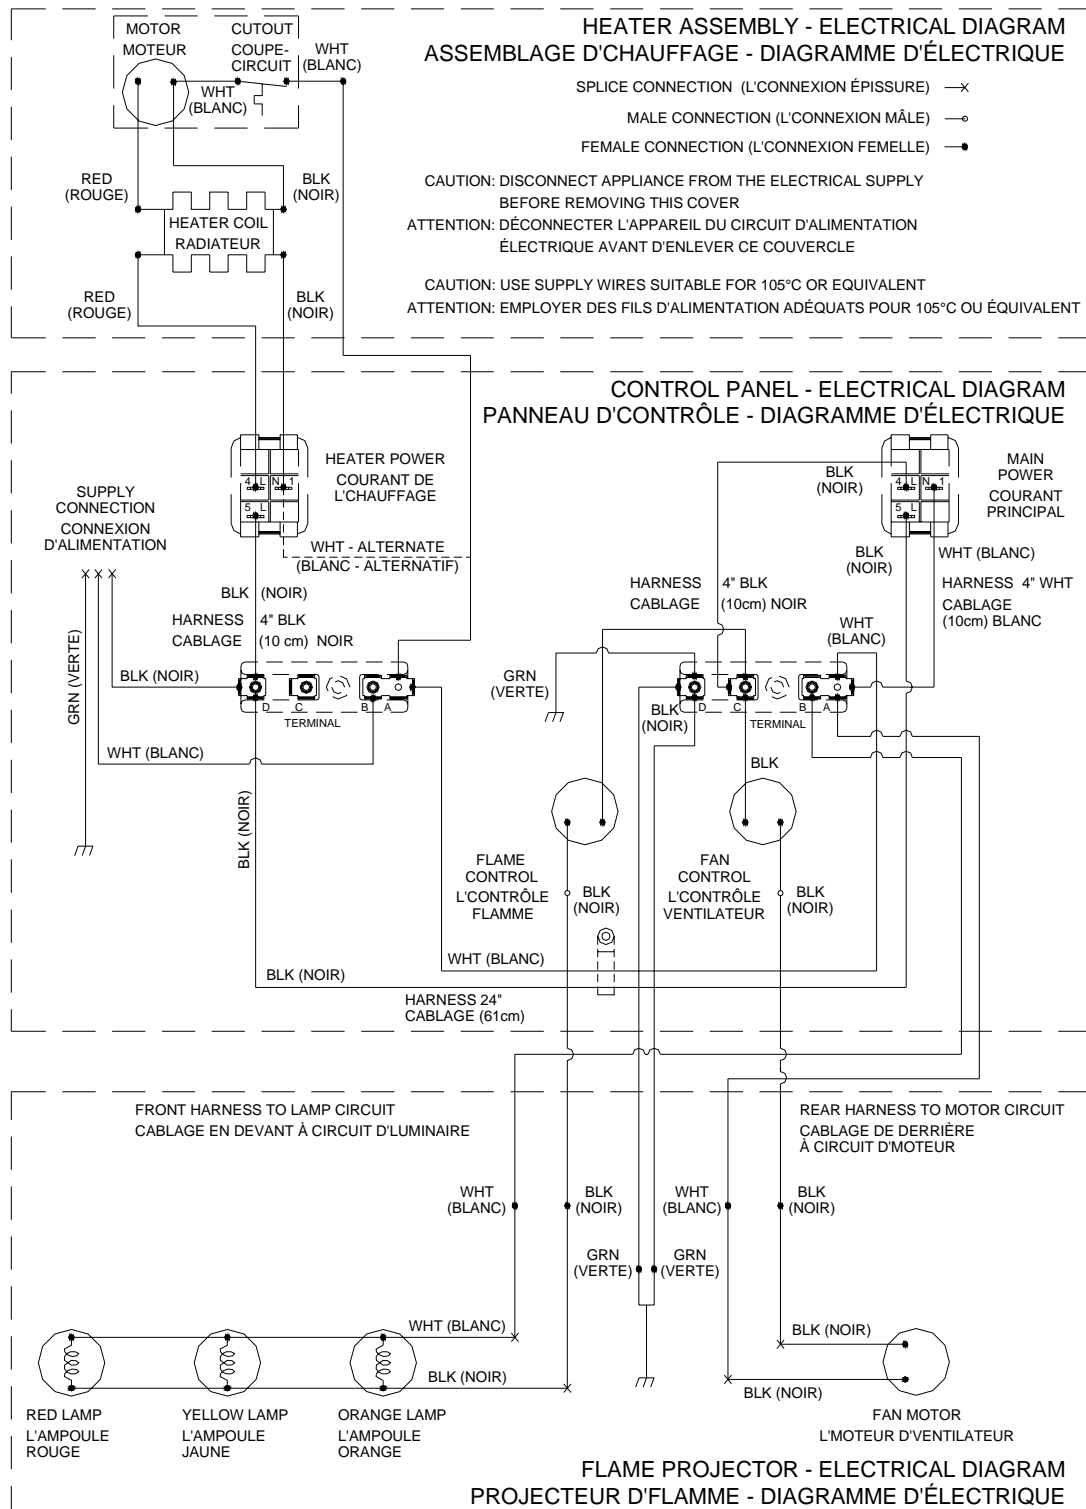 HEATER ASSEMBLY - ELECTRICAL DIAGRAM
ASSEMBLAGE D'CHAUFFAGE - DIAGRAMME D'ÉLECTRIQUE
MOTOR
MOTEUR
CUTOUT
COUPE-
CIRCUIT
WHT
(BLANC)
WHT
(BLANC)
SPLICE CONNECTION (L'CONNEXION ÉPISSURE)
MALE CONNECTION (L'CONNEXION MÂLE)
FEMALE CONNECTION (L'CONNEXION FEMELLE)
RED
(ROUGE)
BLK
(NOIR)
HEATER COIL
RADIATEUR
CAUTION: DISCONNECT APPLIANCE FROM THE ELECTRICAL SUPPLY
BEFORE REMOVING THIS COVER
ATTENTION: DÉCONNECTER L'APPAREIL DU CIRCUIT D'ALIMENTATION
ÉLECTRIQUE AVANT D'ENLEVER CE COUVERCLE
RED
(ROUGE)
BLK
(NOIR)
CAUTION: USE SUPPLY WIRES SUITABLE FOR 105°C OR EQUIVALENT
ATTENTION: EMPLOYER DES FILS D'ALIMENTATION ADÉQUATS POUR 105°C OU ÉQUIVALENT
CONTROL PANEL - ELECTRICAL DIAGRAM
PANNEAU D'CONTRÔLE - DIAGRAMME D'ÉLECTRIQUE
HEATER POWER
COURANT DE
L'CHAUFFAGE
4 L N 1
5 L
SUPPLY
CONNECTION
CONNEXION
D'ALIMENTATION
BLK
(NOIR)
4 L N 1
5 L
MAIN
POWER
COURANT
PRINCIPAL
WHT - ALTERNATE
(BLANC - ALTERNATIF)
BLK (NOIR)
HARNESS 4" BLK
CABLAGE (10 cm) NOIR
BLK
(NOIR)
WHT (BLANC)
HARNESS 4" BLK
CABLAGE (10cm) NOIR
HARNESS 4" WHT
CABLAGE
(10cm) BLANC
WHT
(BLANC)
GRN (VERTE)
BLK (NOIR)
D C B A
TERMINAL
GRN
(VERTE)
BLK
(NOIR)
D C B A
TERMINAL
WHT (BLANC)
BLK
BLK (NOIR)
FLAME
CONTROL
L'CONTRÔLE
FLAMME
BLK
(NOIR)
FAN
CONTROL
L'CONTRÔLE
VENTILATEUR
BLK
(NOIR)
WHT (BLANC)
BLK (NOIR)
HARNESS 24"
CABLAGE (61cm)
FRONT HARNESS TO LAMP CIRCUIT
CABLAGE EN DEVANT À CIRCUIT D'LUMINAIRE
REAR HARNESS TO MOTOR CIRCUIT
CABLAGE DE DERRIÈRE
À CIRCUIT D'MOTEUR
WHT
(BLANC)
BLK
(NOIR)
WHT
(BLANC)
BLK
(NOIR)
GRN
(VERTE)
GRN
(VERTE)
WHT (BLANC)
BLK (NOIR)
BLK (NOIR)
BLK (NOIR)
RED LAMP
L'AMPOULE
ROUGE
YELLOW LAMP
L'AMPOULE
JAUNE
ORANGE LAMP
L'AMPOULE
ORANGE
FAN MOTOR
L'MOTEUR D'VENTILATEUR
FLAME PROJECTOR - ELECTRICAL DIAGRAM
PROJECTEUR D'FLAMME - DIAGRAMME D'ÉLECTRIQUE